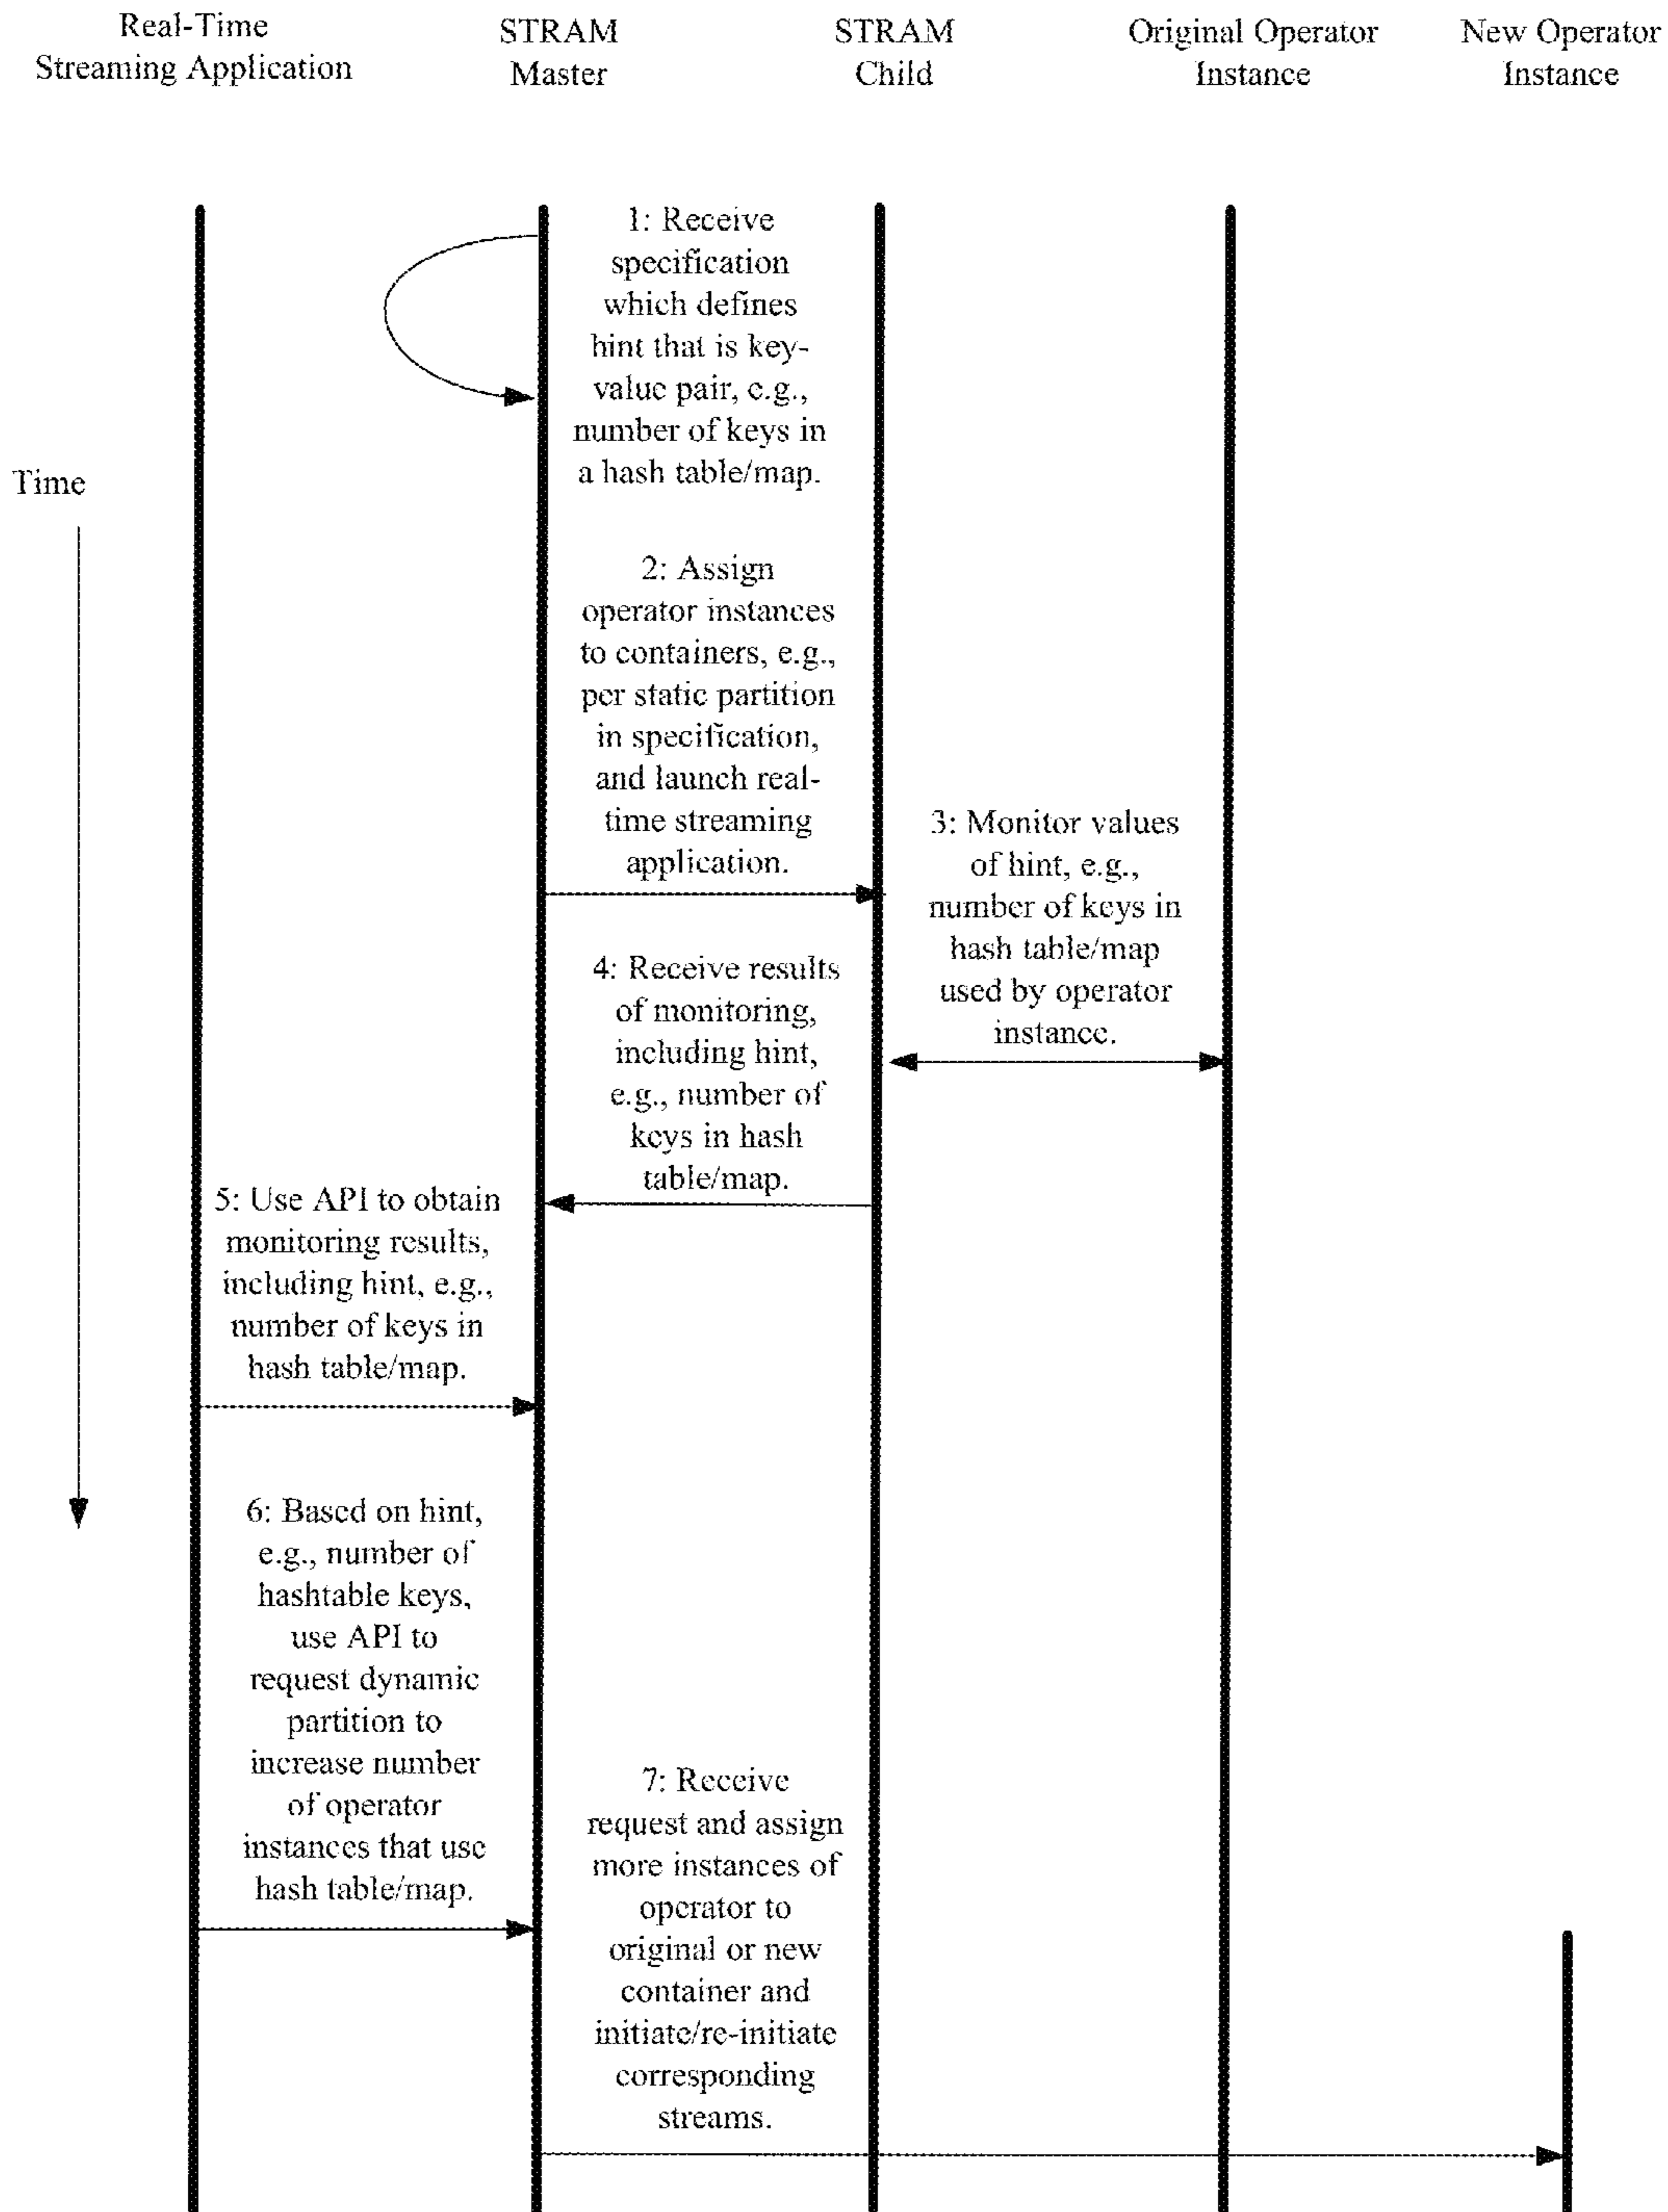 Real-Time
Streaming Application
STRAM
Master
STRAM
Child
Original Operator
Instance
New Operator
Instance
1: Receive
specification
which defines
hint that is key-
value pair, e.g.,
number of keys in
a hash table/map.
Time
2: Assign
operator instances
to containers, e.g.,
per static partition
in specification,
and launch real-
time streaming
application.
3: Monitor values
of hint, e.g.,
number of keys in
hash table/map
used by operator
instance.
4: Receive results
of monitoring,
including hint,
e.g., number of
keys in hash
table/map.
5: Use API to obtain
monitoring results,
including hint, e.g.,
number of keys in
hash table/map.
6: Based on hint,
e.g., number of
hashtable keys,
use API to
request dynamic
partition to
increase number
of operator
instances that use
hash table/map.
7: Receive
request and assign
more instances of
operator to
original or new
container and
initiate/re-initiate
corresponding
streams.